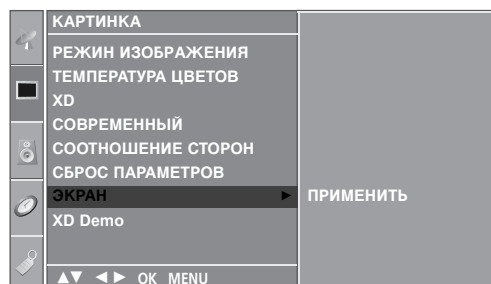 КАРТИНКА
РЕЖИН ИЗОБРАЖЕНИЯ
ТЕМПЕРАТУРА ЦВЕТОВ
XD
СОВРЕМЕННЫЙ
СООТНОШЕНИЕ СТОРОН
СБРОС ПАРАМЕТРОВ
ЭКРАН ► ПРИМЕНИТЬ
XD Demo
▲▼ ◄► OK MENU